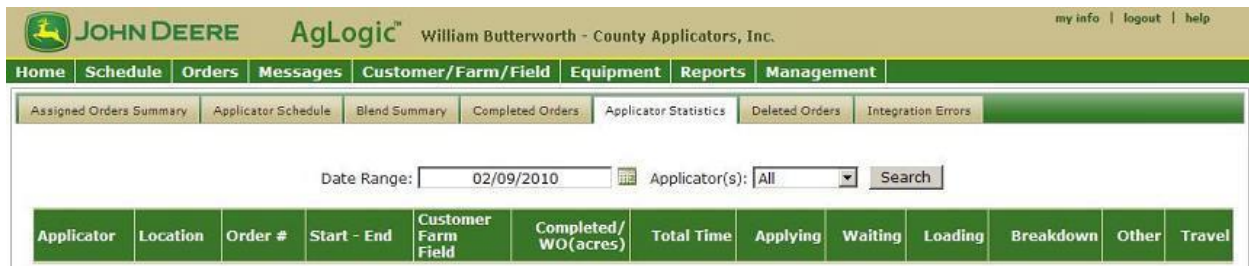 my info | logout | help
JOHN DEERE AgLogic™ William Butterworth - County Applicators, Inc.
Home Schedule Orders Messages Customer/Farm/Field Equipment Reports Management
Assigned Orders Summary Applicator Schedule Blend Summary Completed Orders Applicator Statistics Deleted Orders Integration Errors
Date Range: 02/09/2010 Applicator(s): All Search
Applicator Location Order # Start - End Customer Farm Field Completed/ WO(acres) Total Time Applying Waiting Loading Breakdown Other Travel